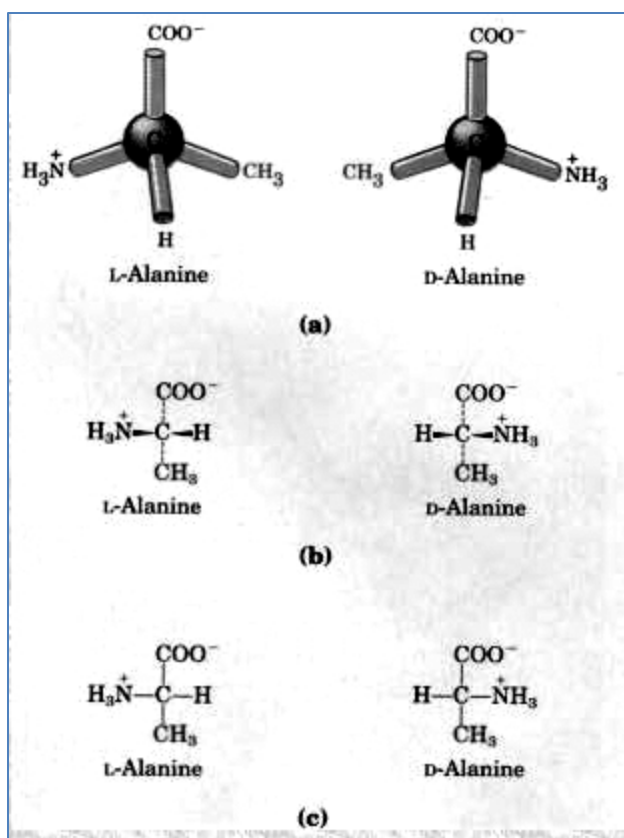 COO⁻ COO⁻
H₃N⁺ CH₃ CH₃ N⁺H₃
H H
L-Alanine D-Alanine
(a)
COO⁻ COO⁻
H₃N⁺—C—H H—C—N⁺H₃
CH₃ CH₃
L-Alanine D-Alanine
(b)
COO⁻ COO⁻
H₃N⁺—C—H H—C—N⁺H₃
CH₃ CH₃
L-Alanine D-Alanine
(c)